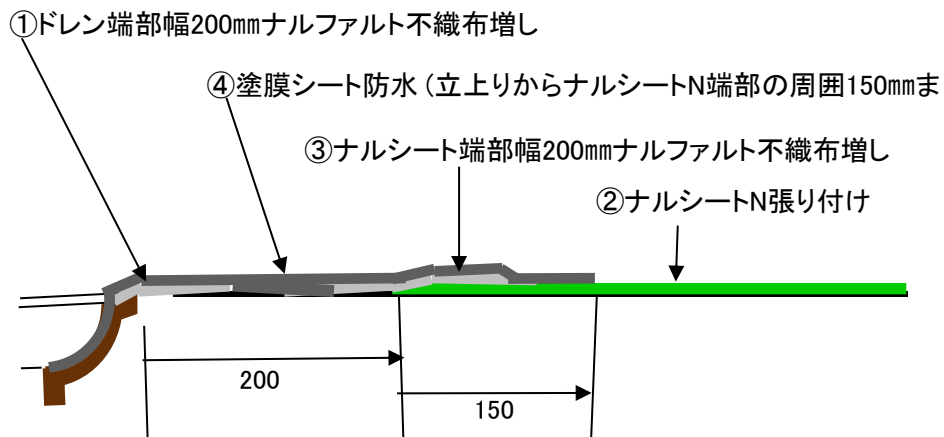 ①ドレン端部幅200㎜ナルファルト不織布増し
④塗膜シート防水（立上りからナルシートN端部の周囲150㎜ま
③ナルシート端部幅200㎜ナルファルト不織布増し
②ナルシートN張り付け
200
150